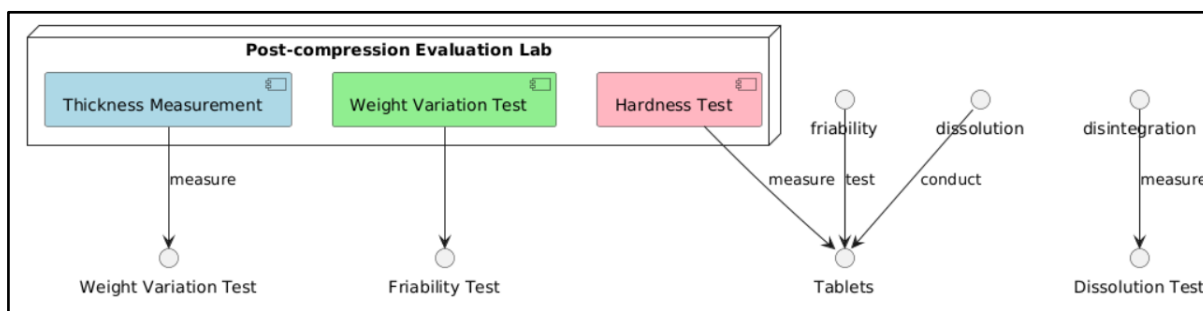 Post-compression Evaluation Lab
Thickness Measurement
Weight Variation Test
Hardness Test
friability
dissolution
disintegration
measure
measure
test
conduct
measure
Weight Variation Test
Friability Test
Tablets
Dissolution Test